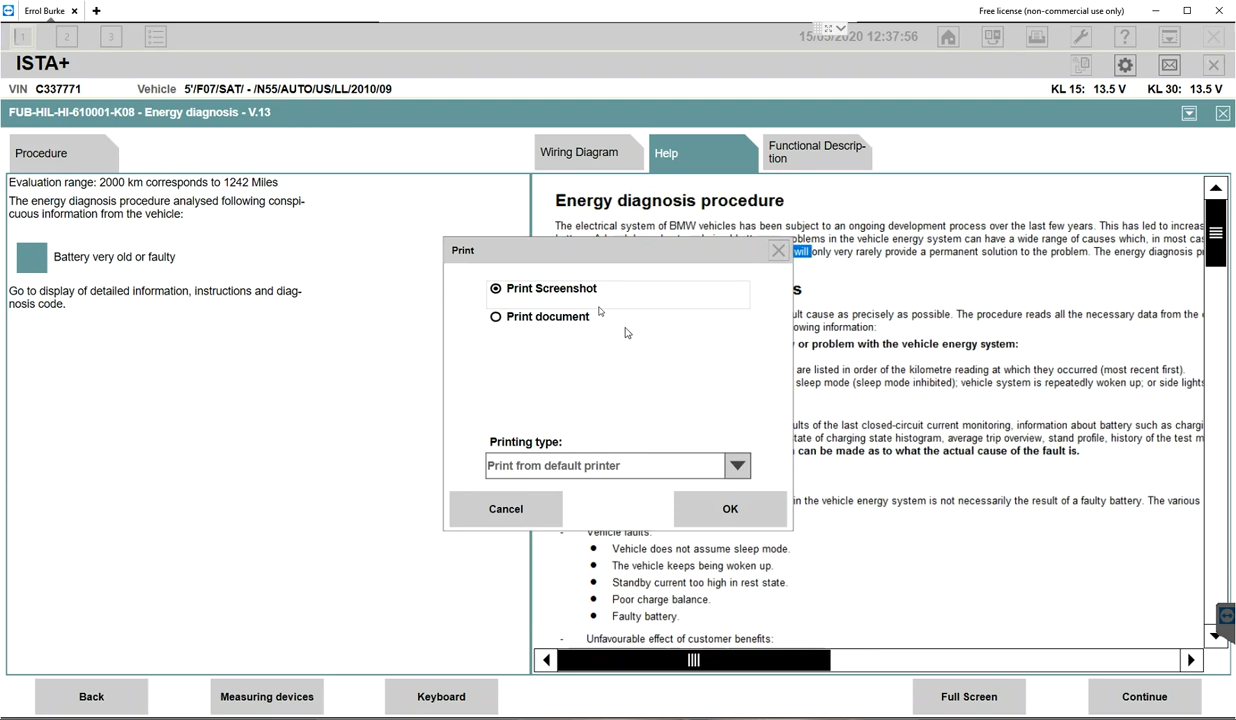 Errol Burke
Free license (non-commercial use only)
1 2 3
15/05/2020 12:37:56
ISTA+
VIN C337771 Vehicle 5'/F07/SAT/ - /N55/AUTO/US/LL/2010/09 KL 15: 13.5 V KL 30: 13.5 V
FUB-HIL-HI-610001-K08 - Energy diagnosis - V.13
Procedure
Wiring Diagram
Help
Functional Descrip-
tion
Evaluation range: 2000 km corresponds to 1242 Miles
The energy diagnosis procedure analysed following conspi-
cuous information from the vehicle:
Battery very old or faulty
Go to display of detailed information, instructions and diag-
nosis code.
Energy diagnosis procedure
The electrical system of BMW vehicles has been subject to an ongoing development process over the last few years. This has led to increas
oblems in the vehicle energy system can have a wide range of causes which, in most cas
will only very rarely provide a permanent solution to the problem. The energy diagnosis p
s
ult cause as precisely as possible. The procedure reads all the necessary data from the
owing information:
or problem with the vehicle energy system:
are listed in order of the kilometre reading at which they occurred (most recent first).
sleep mode (sleep mode inhibited); vehicle system is repeatedly woken up; or side lights
ults of the last closed-circuit current monitoring, information about battery such as chargi
tate of charging state histogram, average trip overview, stand profile, history of the test m
can be made as to what the actual cause of the fault is.
in the vehicle energy system is not necessarily the result of a faulty battery. The various
- Vehicle faults:
● Vehicle does not assume sleep mode.
● The vehicle keeps being woken up.
● Standby current too high in rest state.
● Poor charge balance.
● Faulty battery.
- Unfavourable effect of customer benefits:
Print
Print Screenshot
Print document
Printing type:
Print from default printer
Cancel
OK
Back
Measuring devices
Keyboard
Full Screen
Continue